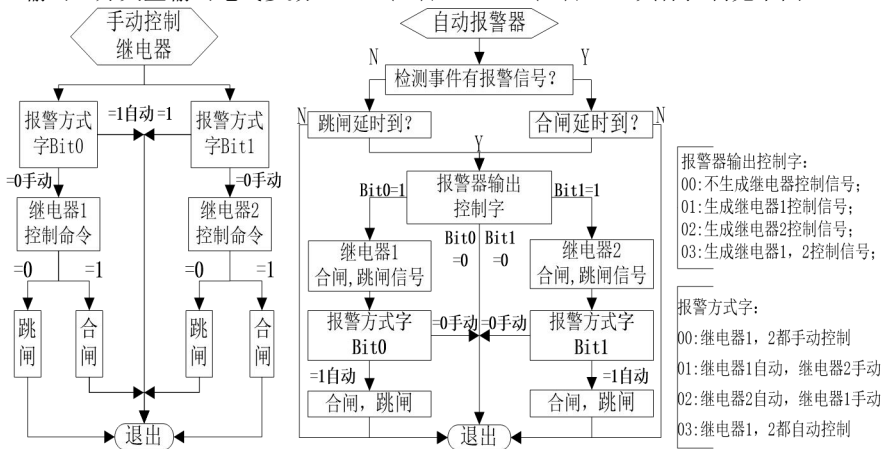 手动控制
继电器
报警方式
字Bit0
=1自动=1
报警方式
字Bit1
=0手动
=0手动
继电器1
控制命令
继电器2
控制命令
=0
=1
=0
=1
跳闸
合闸
跳闸
合闸
退出
自动报警器
N
Y
检测事件有报警信号？
N
跳闸延时到？
合闸延时到？
N
Y
Bit0=1
报警器输出
控制字
Bit1=1
Bit0
=0
Bit1
=0
继电器1
合闸,跳闸信号
继电器2
合闸,跳闸信号
报警方式字
Bit0
=0手动=0手动
报警方式字
Bit1
=1自动
=1自动
合闸，跳闸
合闸，跳闸
退出
报警器输出控制字：
00:不生成继电器控制信号；
01:生成继电器1控制信号；
02:生成继电器2控制信号；
03:生成继电器1，2控制信号；
报警方式字：
00:继电器1，2都手动控制
01:继电器1自动，继电器2手动
02:继电器2自动，继电器1手动
03:继电器1，2都自动控制